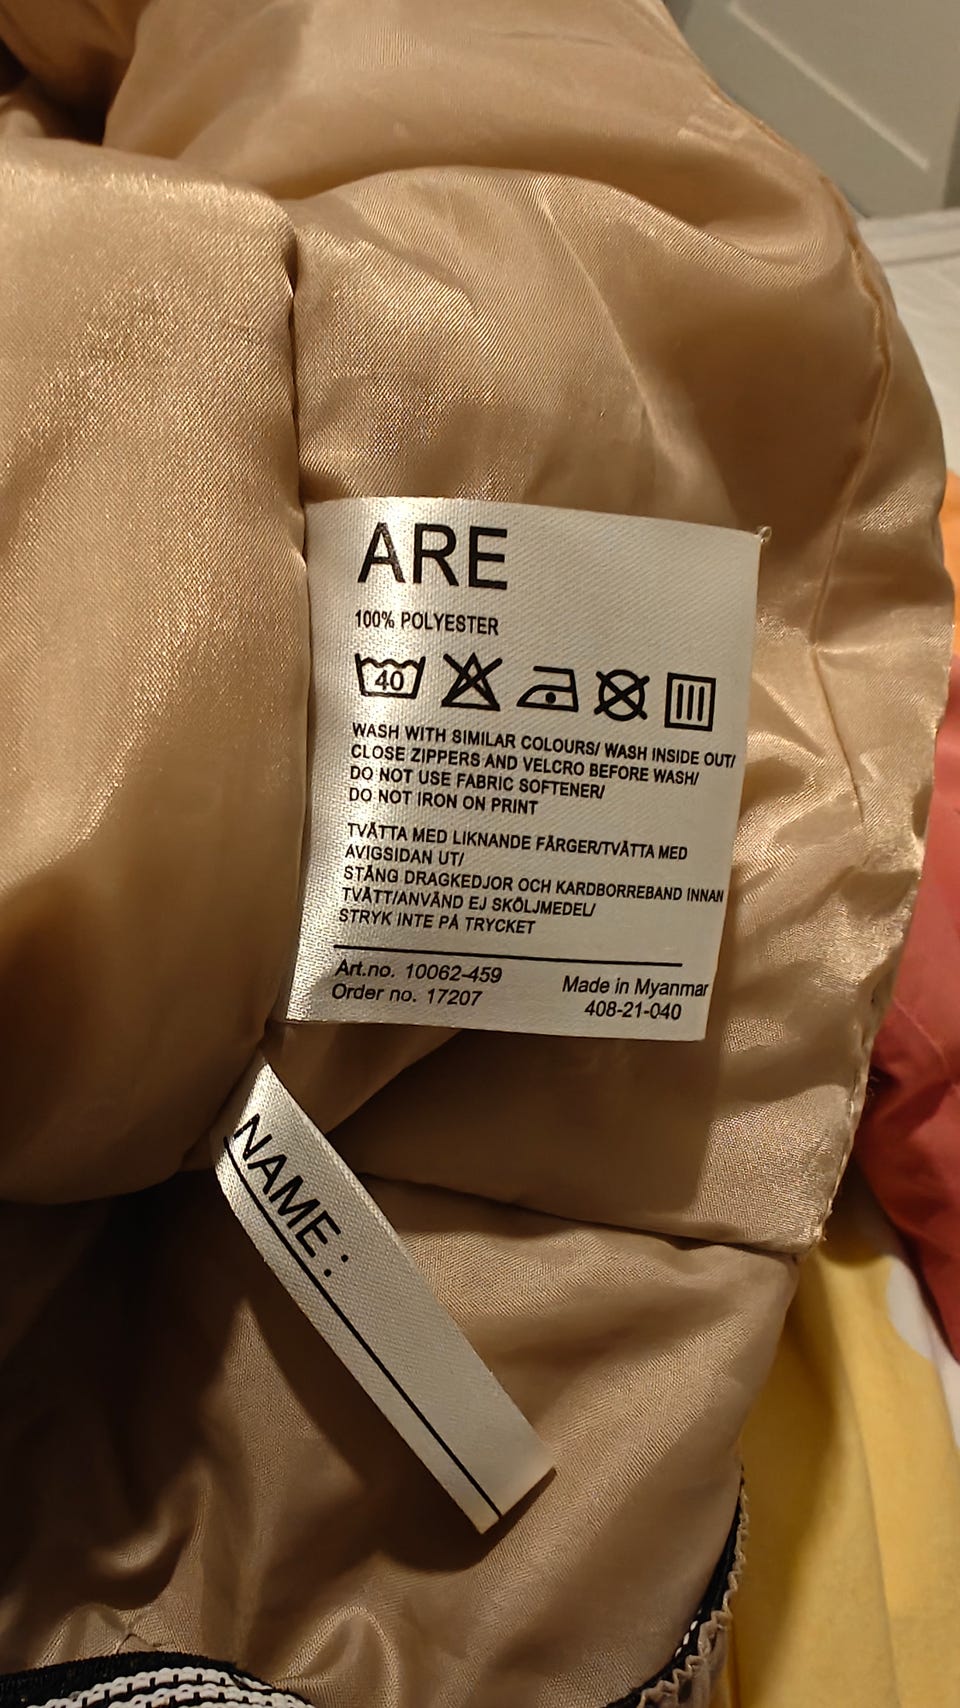 ARE
100% POLYESTER
40
WASH WITH SIMILAR COLOURS/ WASH INSIDE OUT/
CLOSE ZIPPERS AND VELCRO BEFORE WASH/
DO NOT USE FABRIC SOFTENER/
DO NOT IRON ON PRINT
TVÄTTA MED LIKNANDE FÄRGER/TVÄTTA MED
AVIGSIDAN UT/
STÄNG DRAGKEDJOR OCH KARDBORREBAND INNAN
TVÄTT/ANVÄND EJ SKÖLJMEDEL/
STRYK INTE PÅ TRYCKET
Art.no. 10062-459
Order no. 17207
Made in Myanmar
408-21-040
NAME: